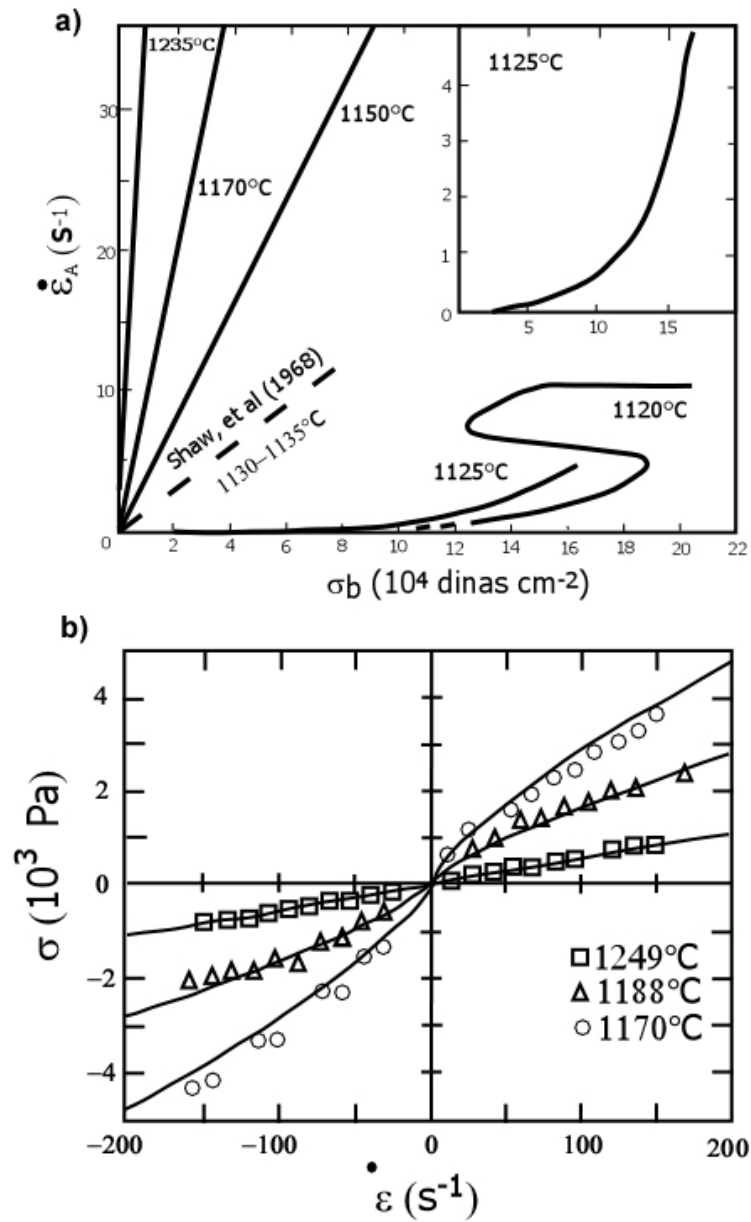 a)
1235°C
1125°C
1150°C
1170°C
ε̇A (s-1)
30
20
10
0
4
3
2
1
0
5
10
15
Shaw, et al (1968)
1130–1135°C
1120°C
1125°C
2
4
6
8
10
12
14
16
18
20
22
σb (10⁴ dinas cm-2)
b)
σ (10³ Pa)
4
2
0
−2
−4
1249°C
1188°C
1170°C
−200
−100
0
100
200
ε̇ (s-1)